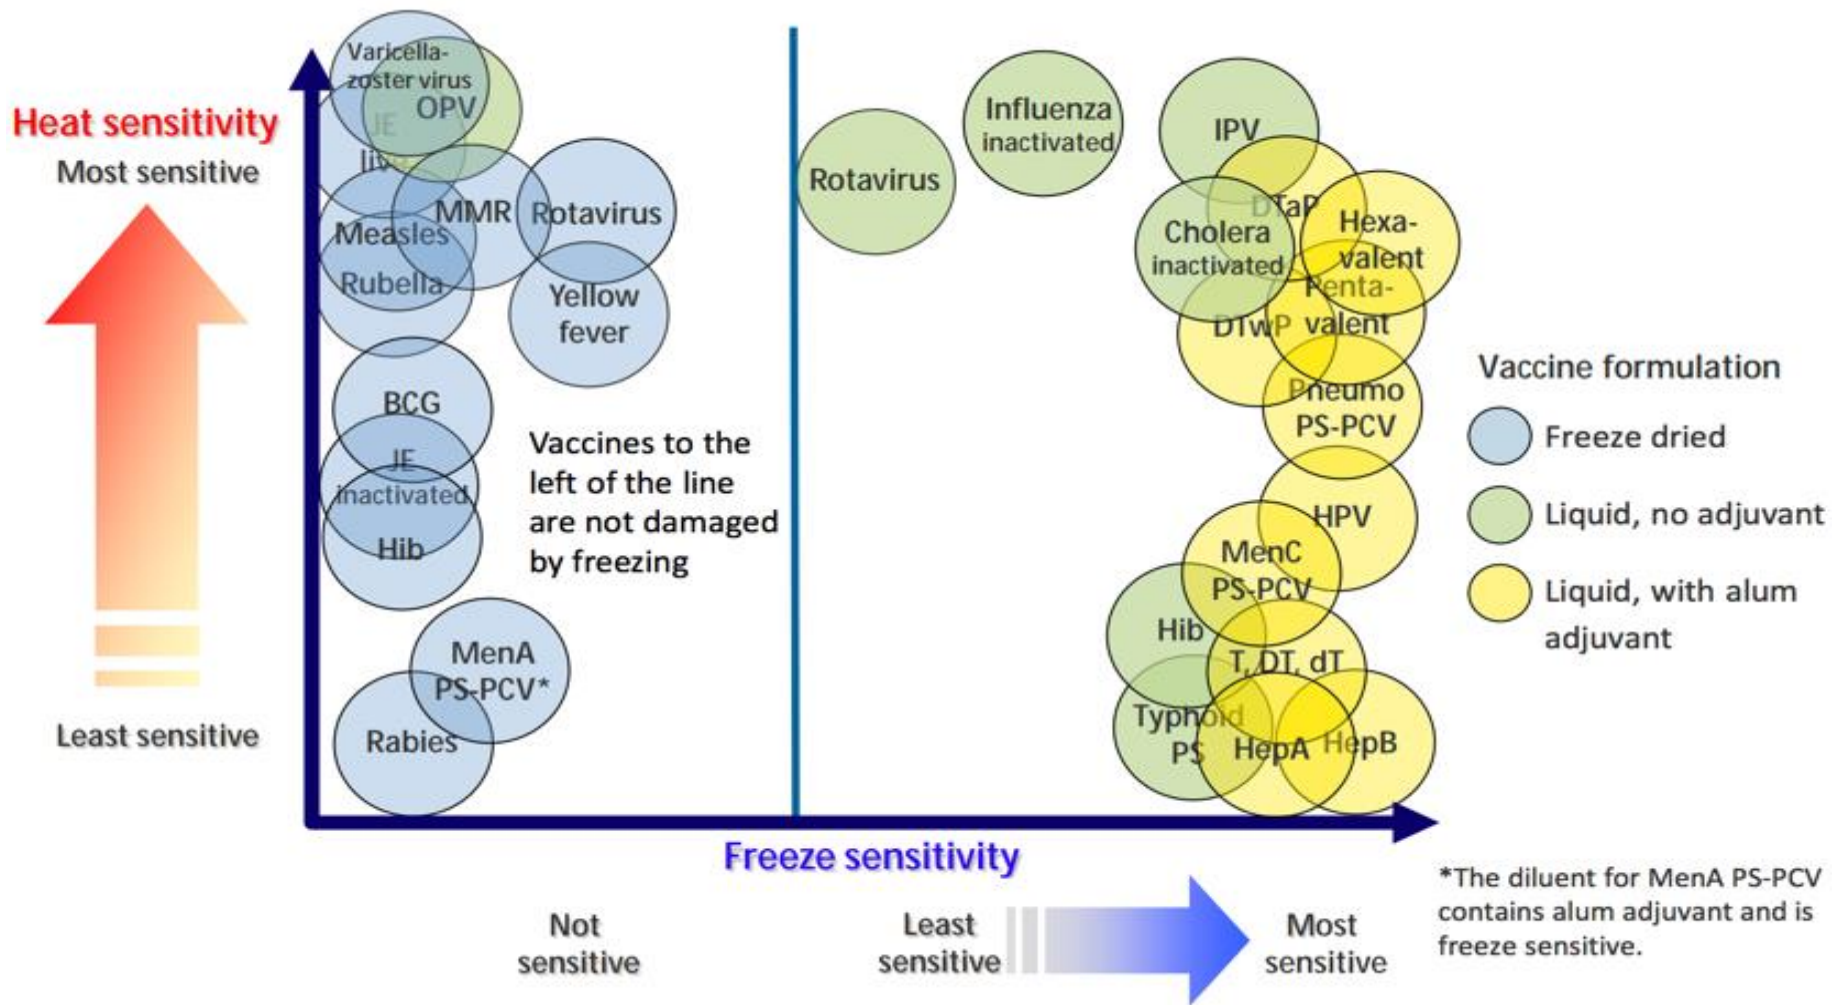 Heat sensitivity
Most sensitive
Least sensitive
Varicella-
zoster virus
OPV
JE
live
MMR
Rotavirus
Measles
Rubella
Yellow
fever
BCG
JE
inactivated
Hib
MenA
PS-PCV*
Rabies
Vaccines to the
left of the line
are not damaged
by freezing
Rotavirus
Influenza
inactivated
IPV
DTaP
Cholera
inactivated
Hexa-
valent
Penta-
valent
DTwP
Pneumo
PS-PCV
HPV
MenC
PS-PCV
Hib
T, DT, dT
Typhoid
PS
HepA
HepB
Vaccine formulation
Freeze dried
Liquid, no adjuvant
Liquid, with alum
adjuvant
Freeze sensitivity
Not
sensitive
Least
sensitive
Most
sensitive
*The diluent for MenA PS-PCV
contains alum adjuvant and is
freeze sensitive.